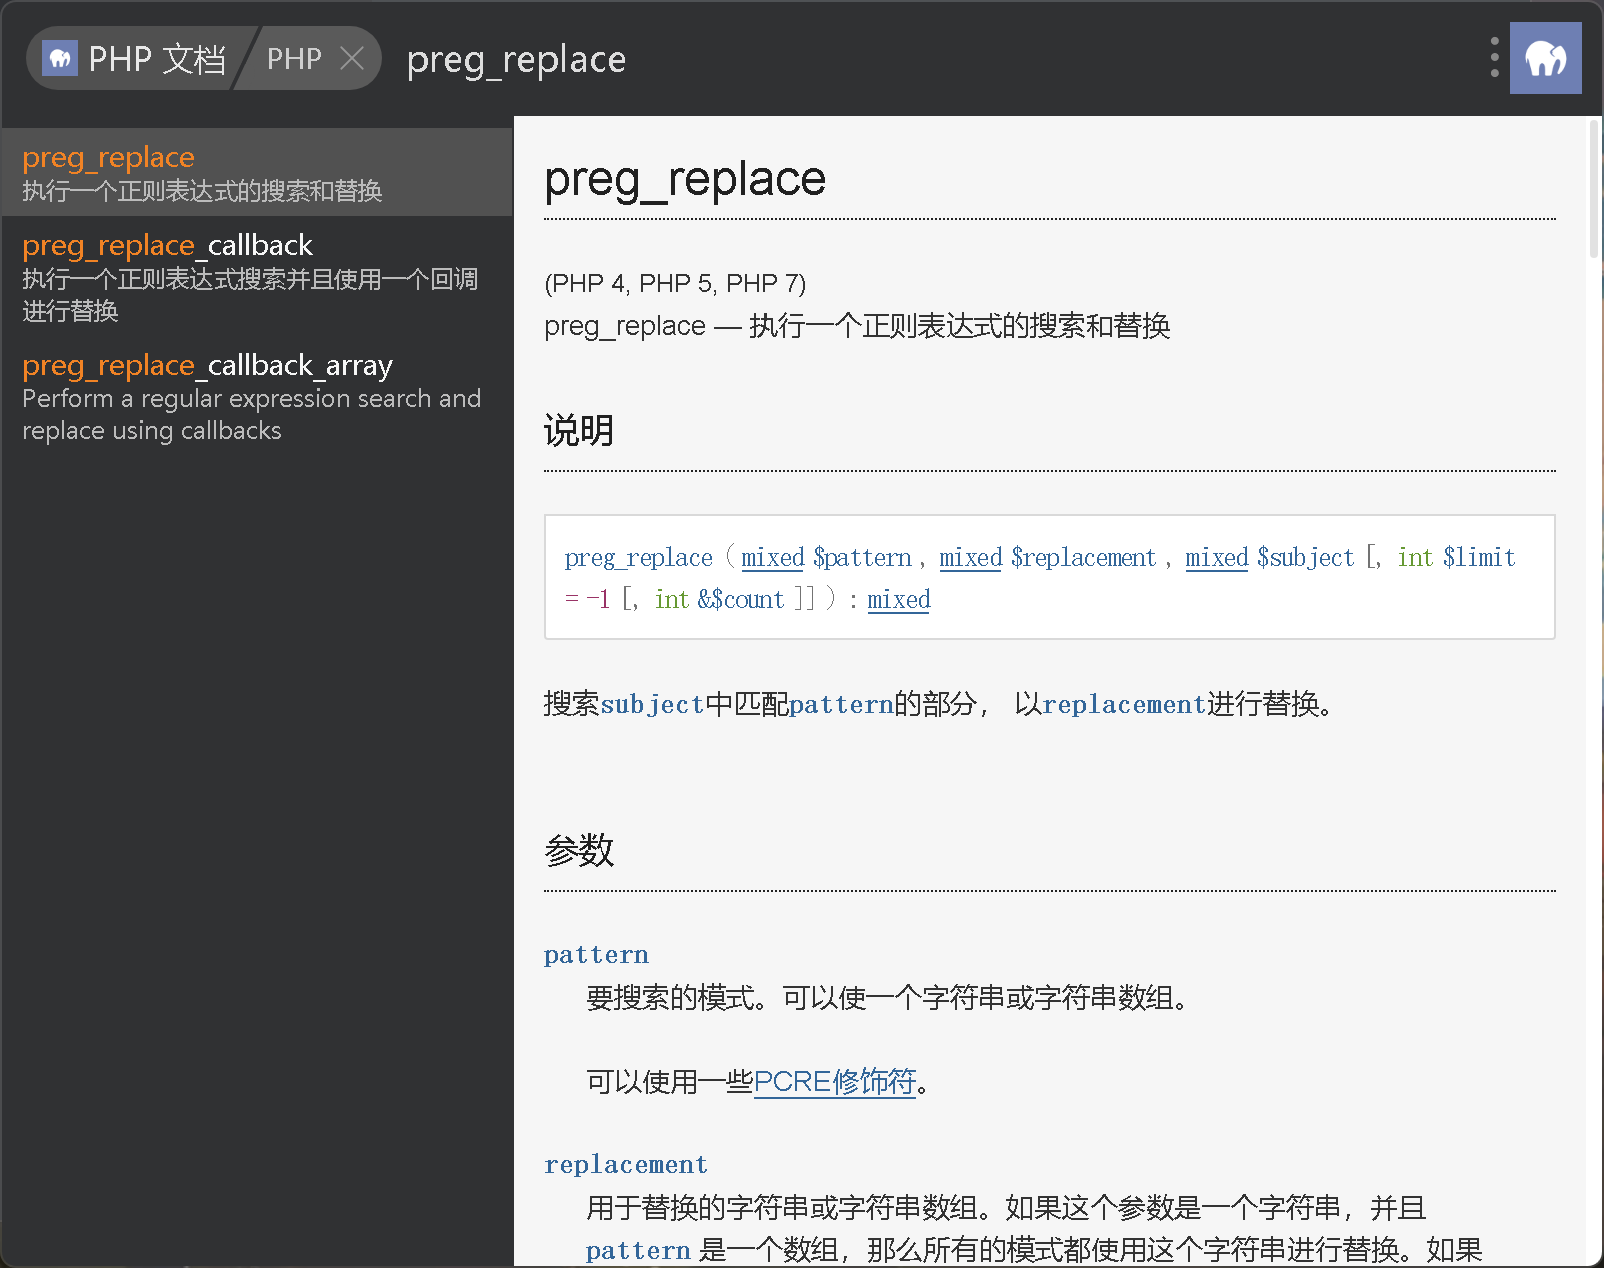 PHP 文档 PHP preg_replace
preg_replace
执行一个正则表达式的搜索和替换
preg_replace_callback
执行一个正则表达式搜索并且使用一个回调
进行替换
preg_replace_callback_array
Perform a regular expression search and
replace using callbacks
preg_replace
(PHP 4, PHP 5, PHP 7)
preg_replace — 执行一个正则表达式的搜索和替换
说明
preg_replace ( mixed $pattern , mixed $replacement , mixed $subject [, int $limit
= -1 [, int &$count ]] ) : mixed
搜索subject中匹配pattern的部分， 以replacement进行替换。
参数
pattern
要搜索的模式。可以使一个字符串或字符串数组。
可以使用一些PCRE修饰符。
replacement
用于替换的字符串或字符串数组。如果这个参数是一个字符串，并且
pattern 是一个数组，那么所有的模式都使用这个字符串进行替换。如果